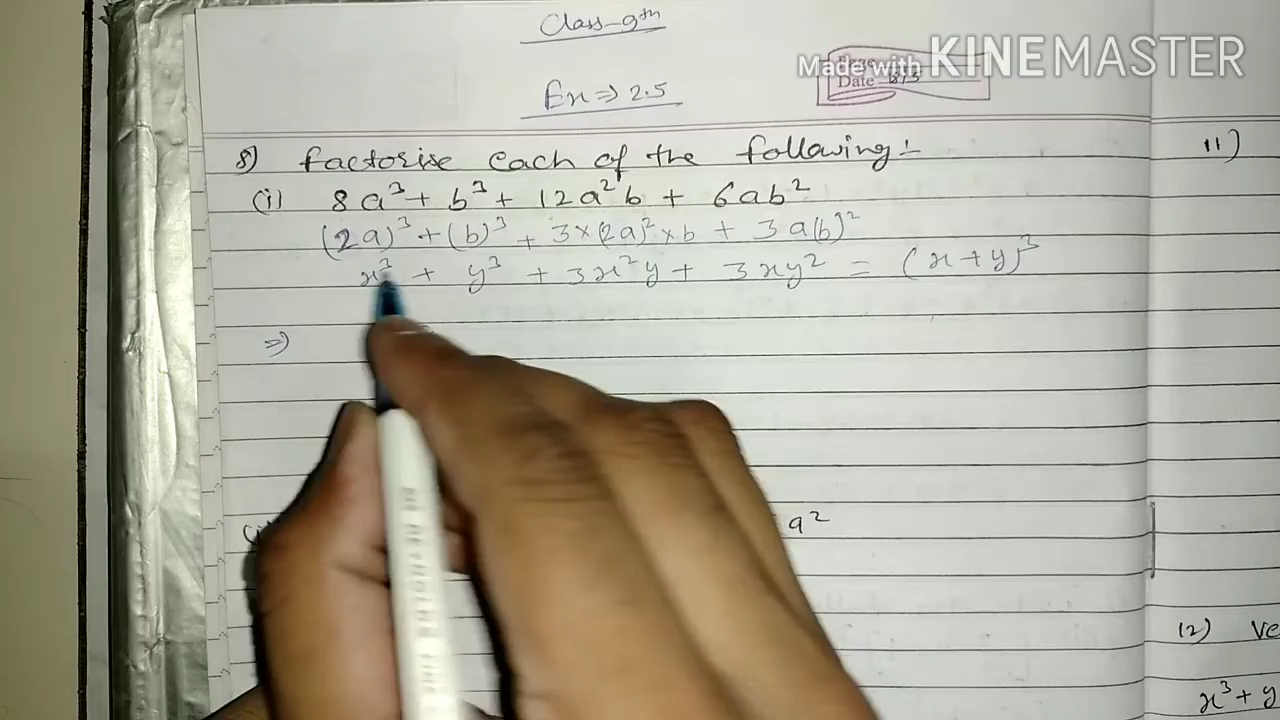 Class-9th
Made with KINEMASTER
Date
Ex => 2.5
8) factorise each of the following:-
(i) 8a³ + b³ + 12a²b + 6ab²
(2a)³ + (b)³ + 3×(2a)²×b + 3a(b)²
x³ + y³ + 3x²y + 3xy² = (x+y)³
=>
a²
11)
12) Ve
x³ + y